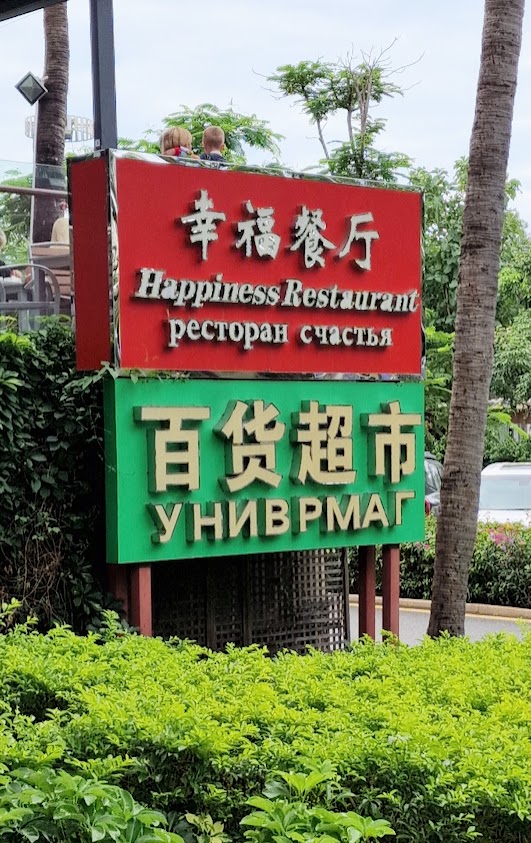 幸福餐厅
Happiness Restaurant
ресторан счастья
百货超市
УНИВРМАГ